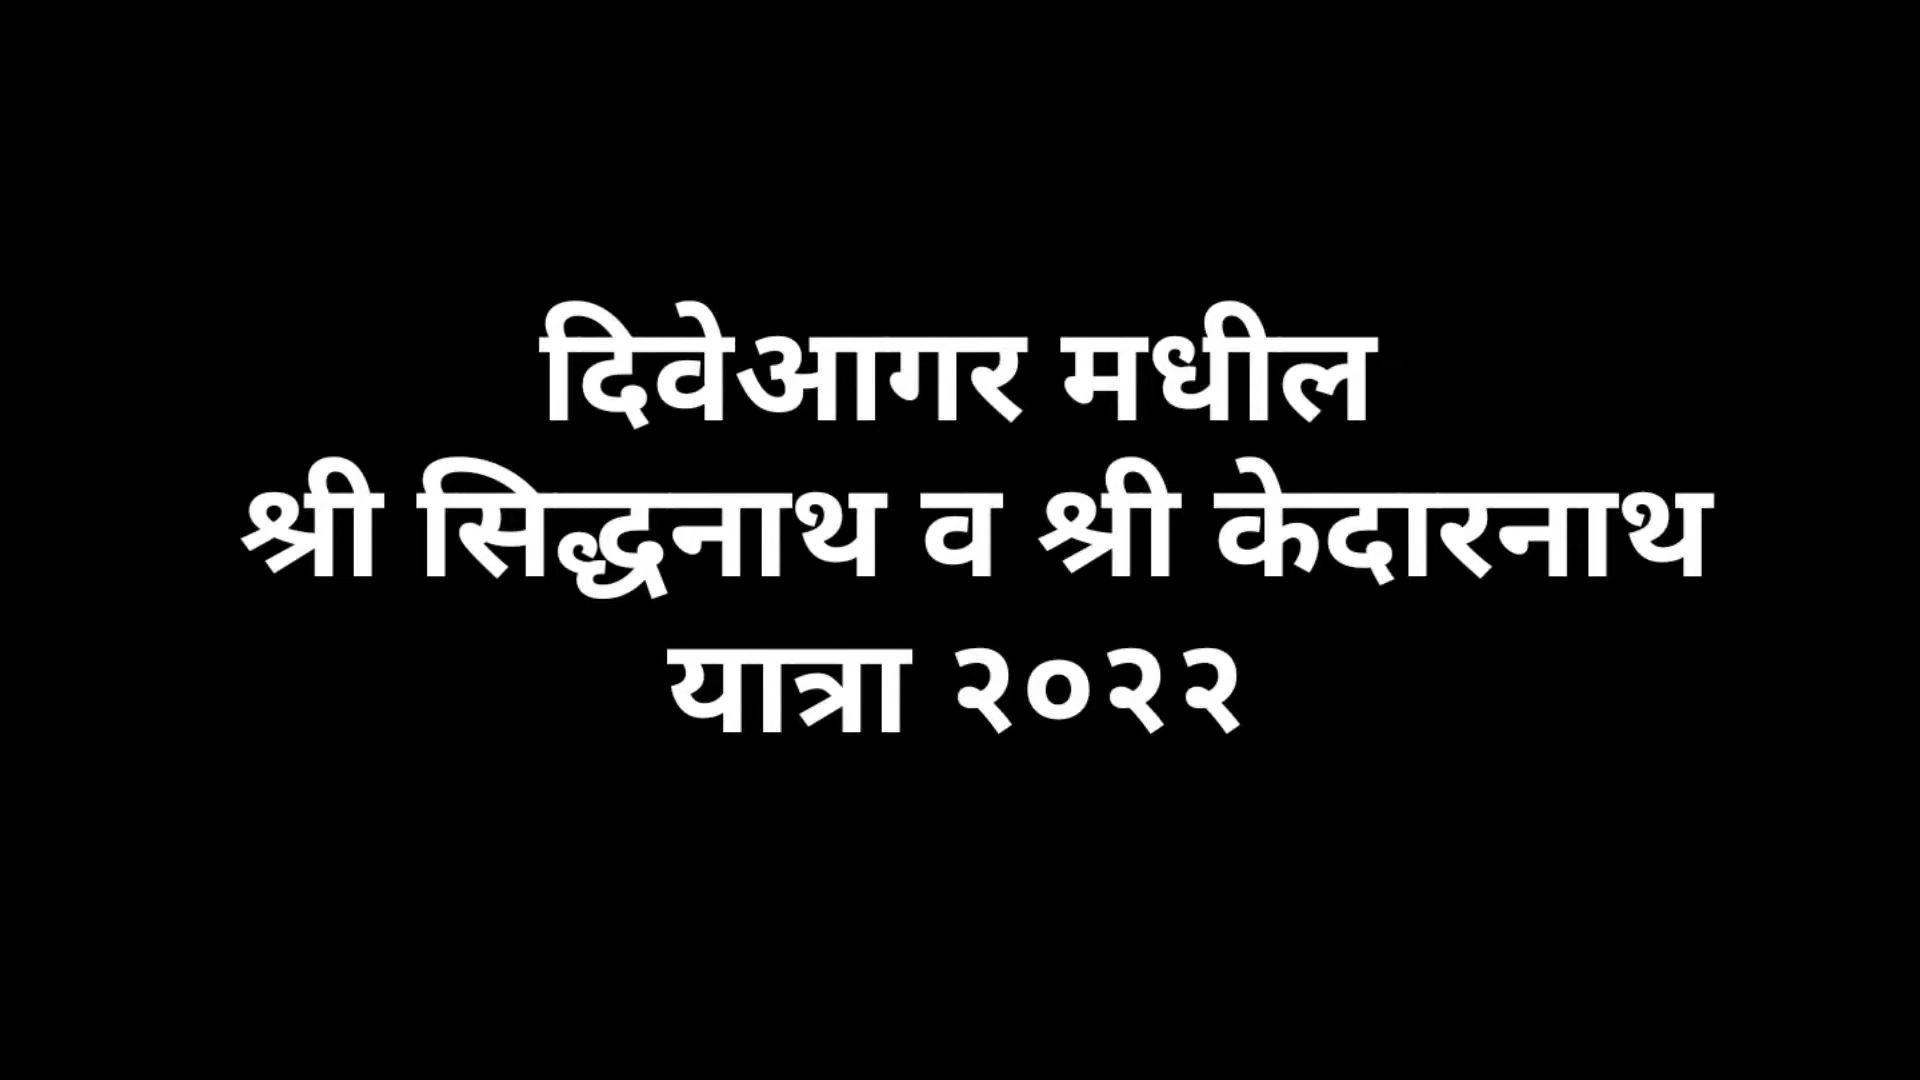 दिवेआगर मधील
श्री सिद्धनाथ व श्री केदारनाथ
यात्रा २०२२